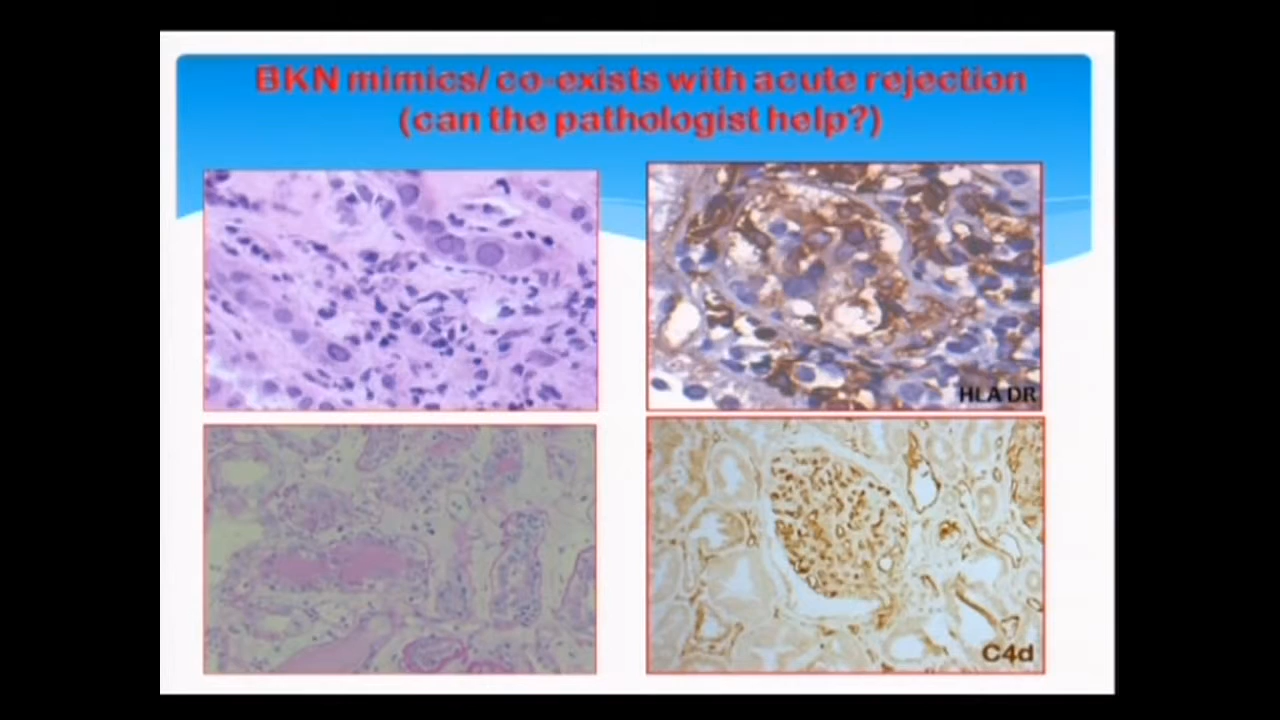 BKN mimics/ co-exists with acute rejection
(can the pathologist help?)
HLA DR
C4d